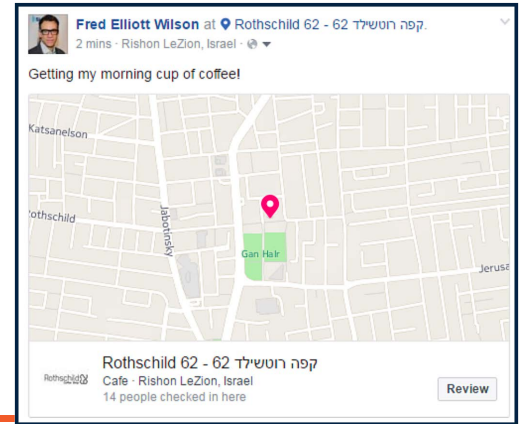 Fred Elliott Wilson at Rothschild 62 - 62 קפה רוטשילד.
2 mins · Rishon LeZion, Israel ·
Getting my morning cup of coffee!
Katsanelson
othschild
Jabotinsky
Gan HaIr
Jerusa
Rothschild 62 - 62 קפה רוטשילד
Rothschild
Cafe · Rishon LeZion, Israel
14 people checked in here
Review